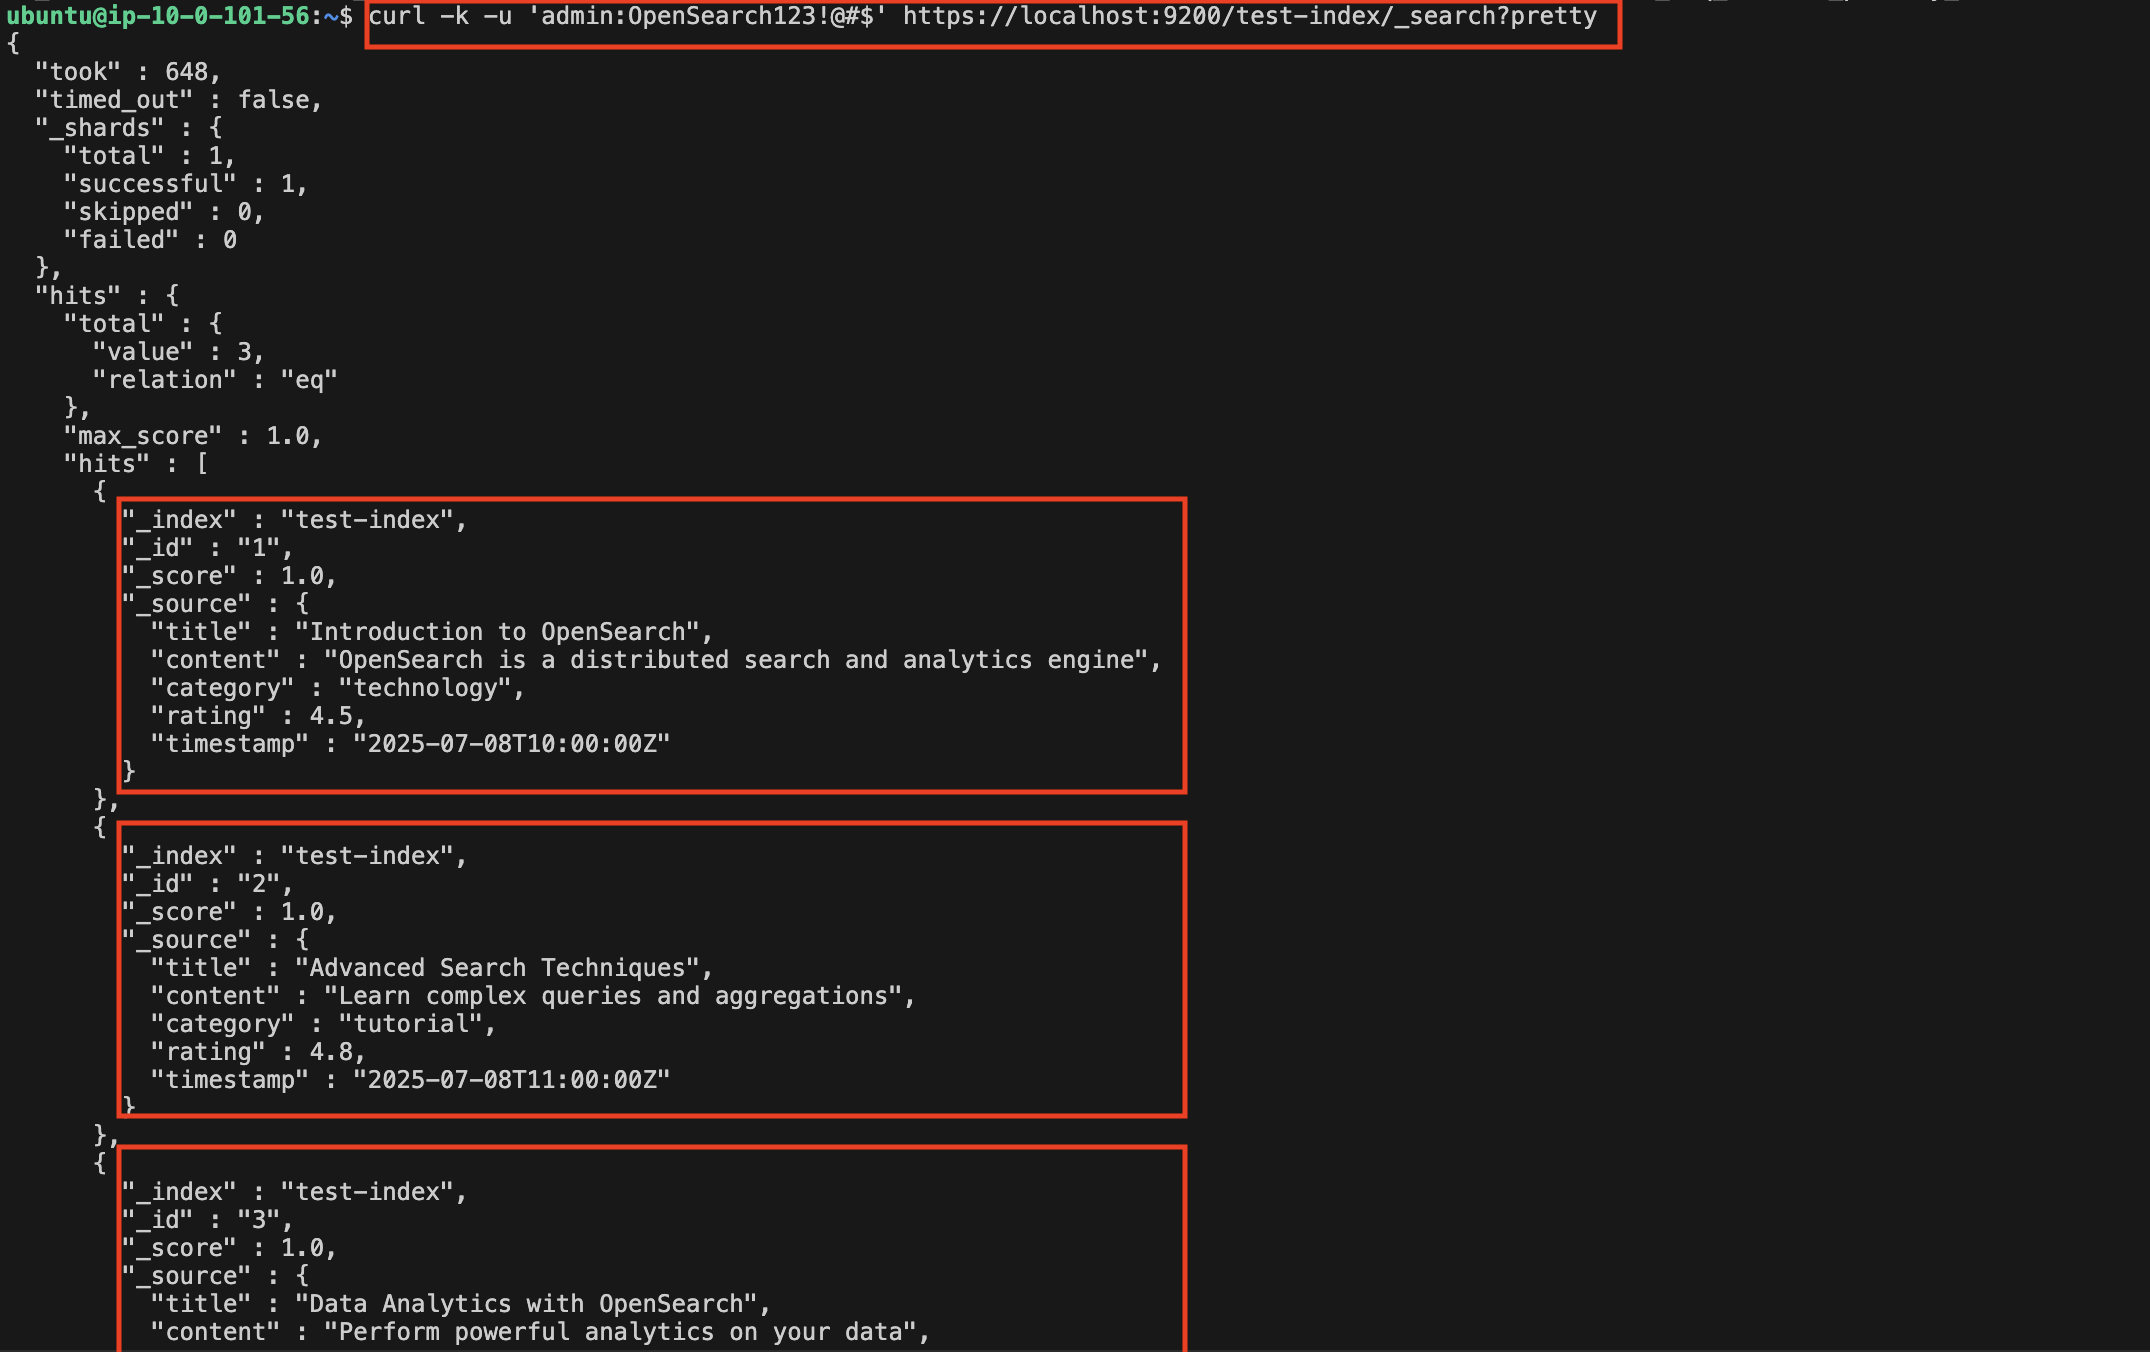 ubuntu@ip-10-0-101-56:~$ curl -k -u 'admin:OpenSearch123!@#$' https://localhost:9200/test-index/_search?pretty
{
  "took" : 648,
  "timed_out" : false,
  "_shards" : {
    "total" : 1,
    "successful" : 1,
    "skipped" : 0,
    "failed" : 0
  },
  "hits" : {
    "total" : {
      "value" : 3,
      "relation" : "eq"
    },
    "max_score" : 1.0,
    "hits" : [
      {
        "_index" : "test-index",
        "_id" : "1",
        "_score" : 1.0,
        "_source" : {
          "title" : "Introduction to OpenSearch",
          "content" : "OpenSearch is a distributed search and analytics engine",
          "category" : "technology",
          "rating" : 4.5,
          "timestamp" : "2025-07-08T10:00:00Z"
        }
      },
      {
        "_index" : "test-index",
        "_id" : "2",
        "_score" : 1.0,
        "_source" : {
          "title" : "Advanced Search Techniques",
          "content" : "Learn complex queries and aggregations",
          "category" : "tutorial",
          "rating" : 4.8,
          "timestamp" : "2025-07-08T11:00:00Z"
        }
      },
      {
        "_index" : "test-index",
        "_id" : "3",
        "_score" : 1.0,
        "_source" : {
          "title" : "Data Analytics with OpenSearch",
          "content" : "Perform powerful analytics on your data",